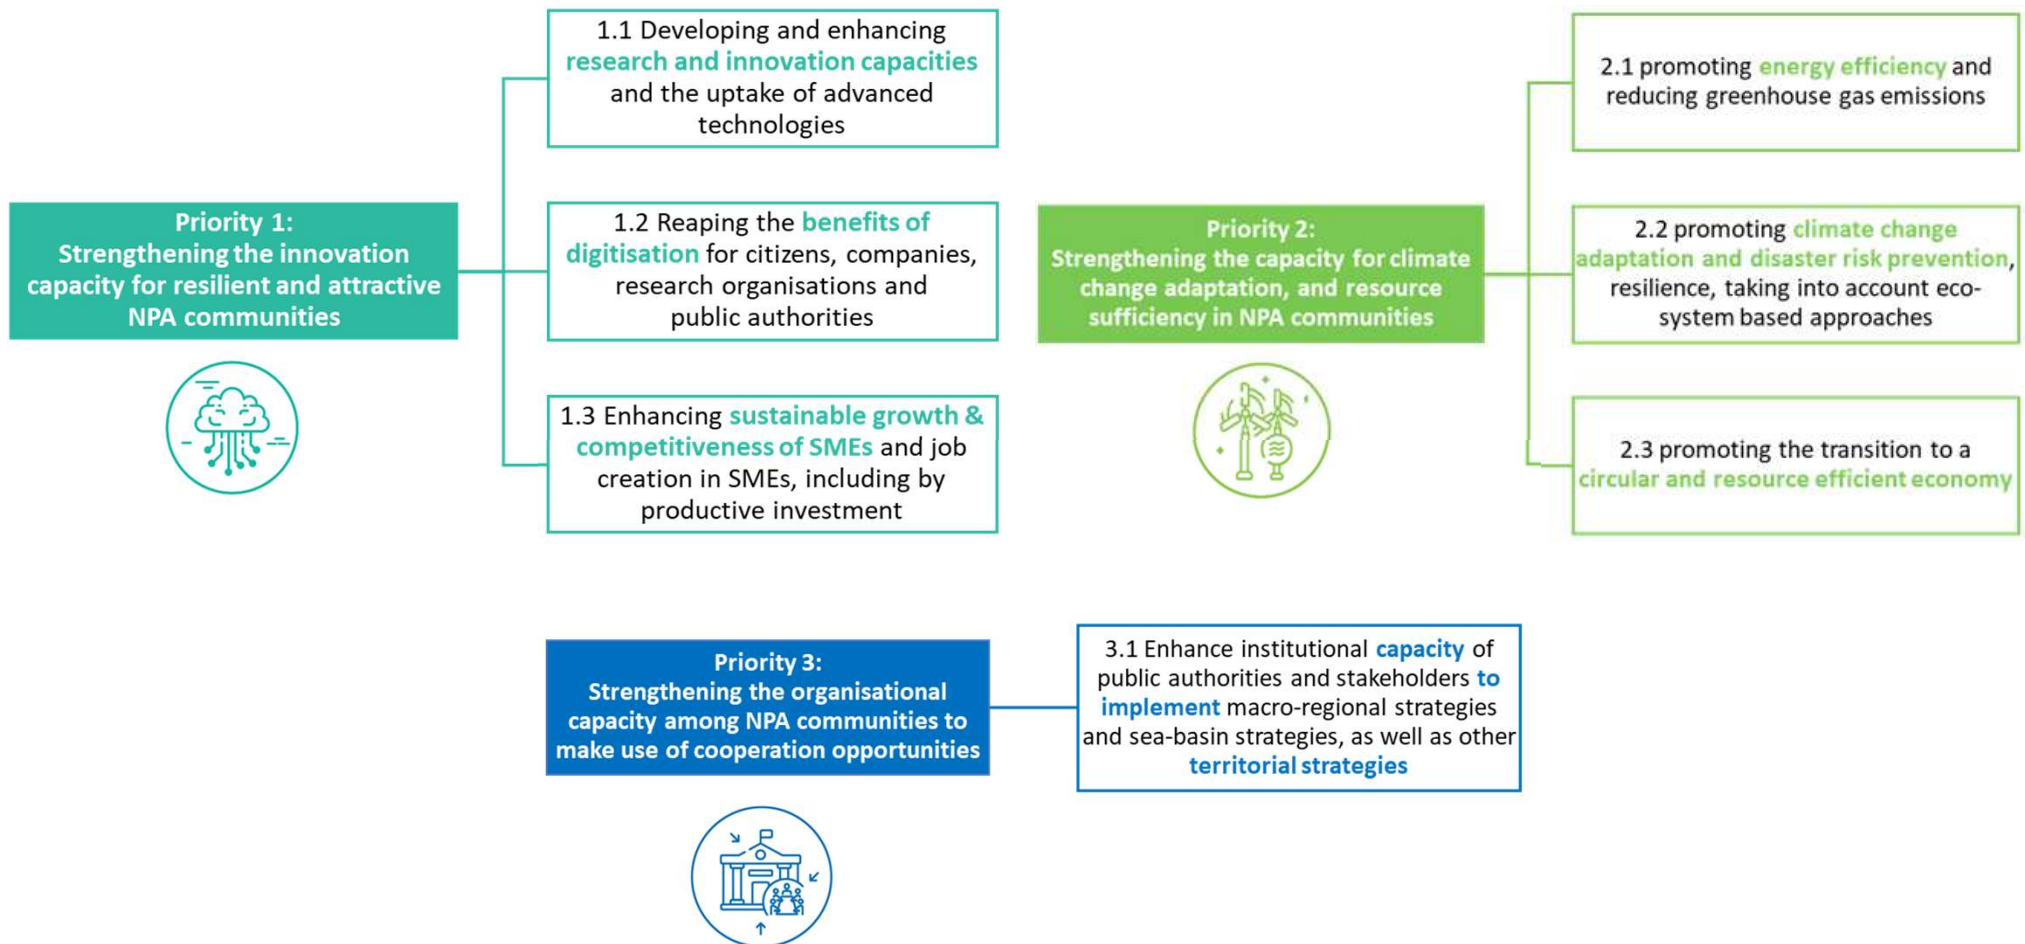 Priority 1:
Strengthening the innovation
capacity for resilient and attractive
NPA communities
1.1 Developing and enhancing
research and innovation capacities
and the uptake of advanced
technologies
1.2 Reaping the benefits of
digitisation for citizens, companies,
research organisations and
public authorities
1.3 Enhancing sustainable growth &
competitiveness of SMEs and job
creation in SMEs, including by
productive investment
Priority 2:
Strengthening the capacity for climate
change adaptation, and resource
sufficiency in NPA communities
2.1 promoting energy efficiency and
reducing greenhouse gas emissions
2.2 promoting climate change
adaptation and disaster risk prevention,
resilience, taking into account eco-
system based approaches
2.3 promoting the transition to a
circular and resource efficient economy
Priority 3:
Strengthening the organisational
capacity among NPA communities to
make use of cooperation opportunities
3.1 Enhance institutional capacity of
public authorities and stakeholders to
implement macro-regional strategies
and sea-basin strategies, as well as other
territorial strategies